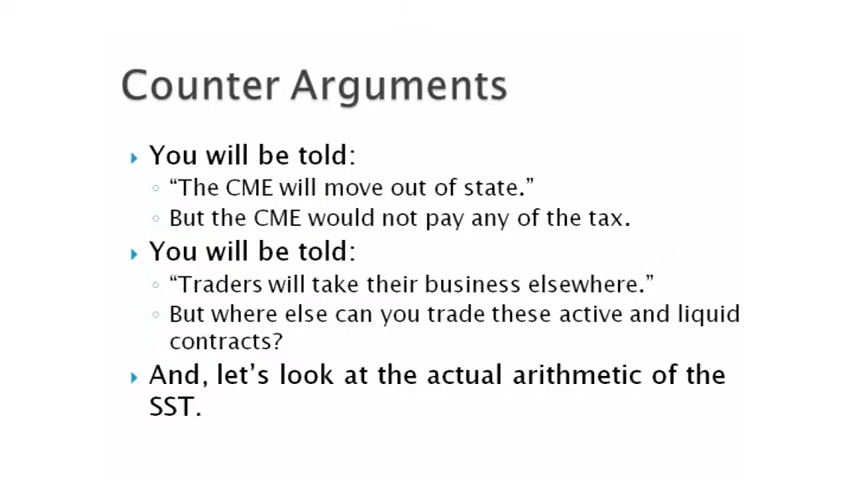 Counter Arguments
You will be told:
“The CME will move out of state.”
But the CME would not pay any of the tax.
You will be told:
“Traders will take their business elsewhere.”
But where else can you trade these active and liquid
contracts?
And, let’s look at the actual arithmetic of the
SST.